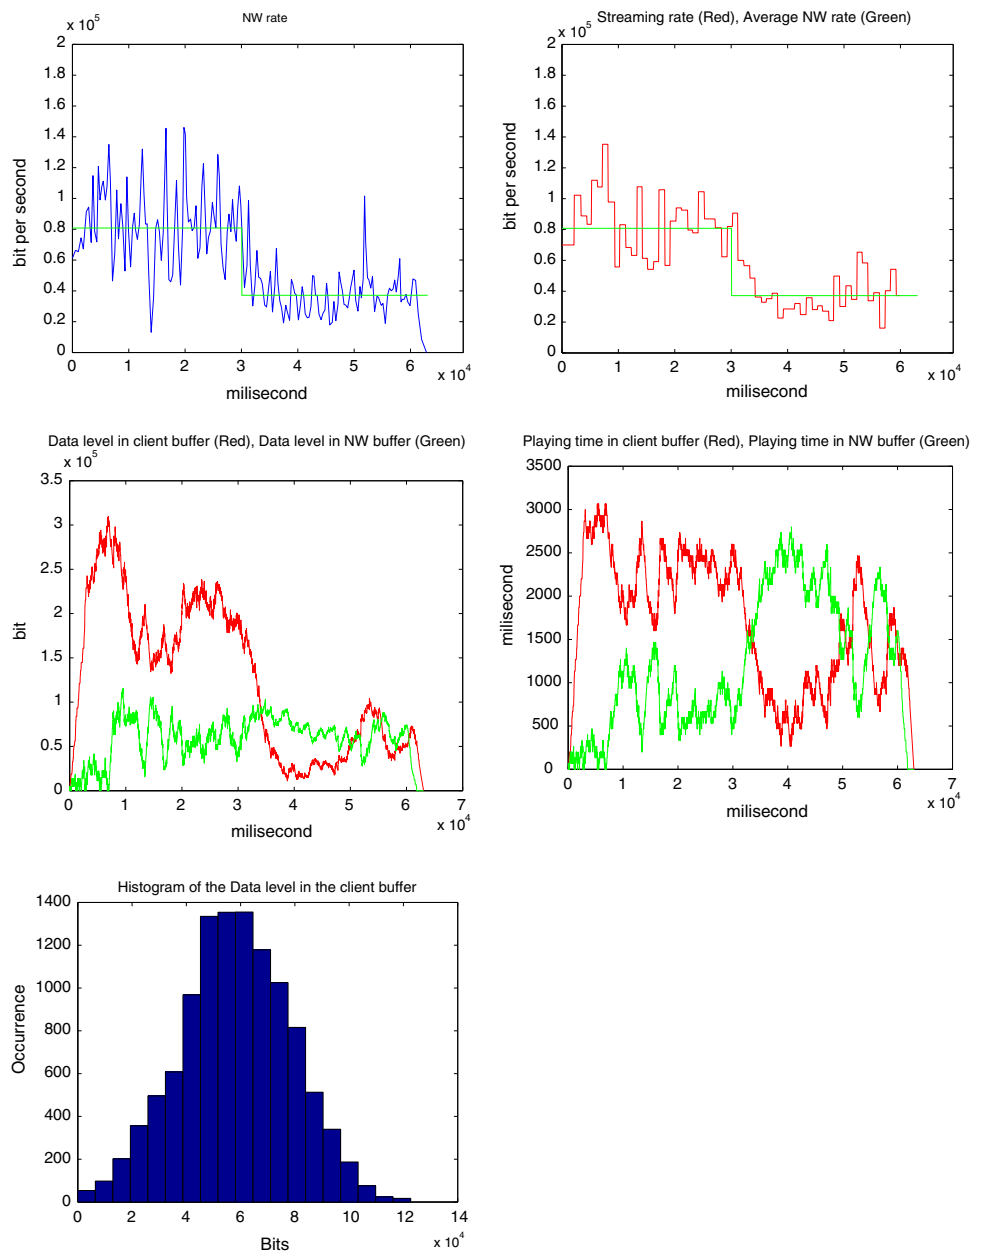 NW rate
x 10^5
2
1.8
1.6
1.4
1.2
1
0.8
0.6
0.4
0.2
0
bit per second
0 1 2 3 4 5 6
x 10^4
milisecond
Streaming rate (Red), Average NW rate (Green)
x 10^5
2
1.8
1.6
1.4
1.2
1
0.8
0.6
0.4
0.2
0
bit per second
0 1 2 3 4 5 6
x 10^4
milisecond
Data level in client buffer (Red), Data level in NW buffer (Green)
x 10^5
3.5
3
2.5
2
1.5
1
0.5
0
bit
0 1 2 3 4 5 6 7
x 10^4
milisecond
Playing time in client buffer (Red), Playing time in NW buffer (Green)
3500
3000
2500
2000
1500
1000
500
0
milisecond
0 1 2 3 4 5 6 7
x 10^4
milisecond
Histogram of the Data level in the client buffer
1400
1200
1000
800
600
400
200
0
Occurrence
0 2 4 6 8 10 12 14
x 10^4
Bits